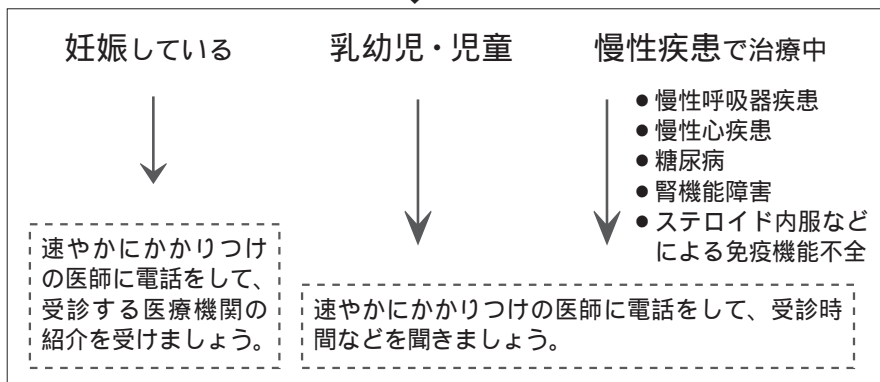 妊娠している
乳幼児・児童
慢性疾患で治療中
●慢性呼吸器疾患
●慢性心疾患
●糖尿病
●腎機能障害
●ステロイド内服など
による免疫機能不全
速やかにかかりつけ
の医師に電話をして、
受診する医療機関の
紹介を受けましょう。
速やかにかかりつけの医師に電話をして、受診時
間などを聞きましょう。